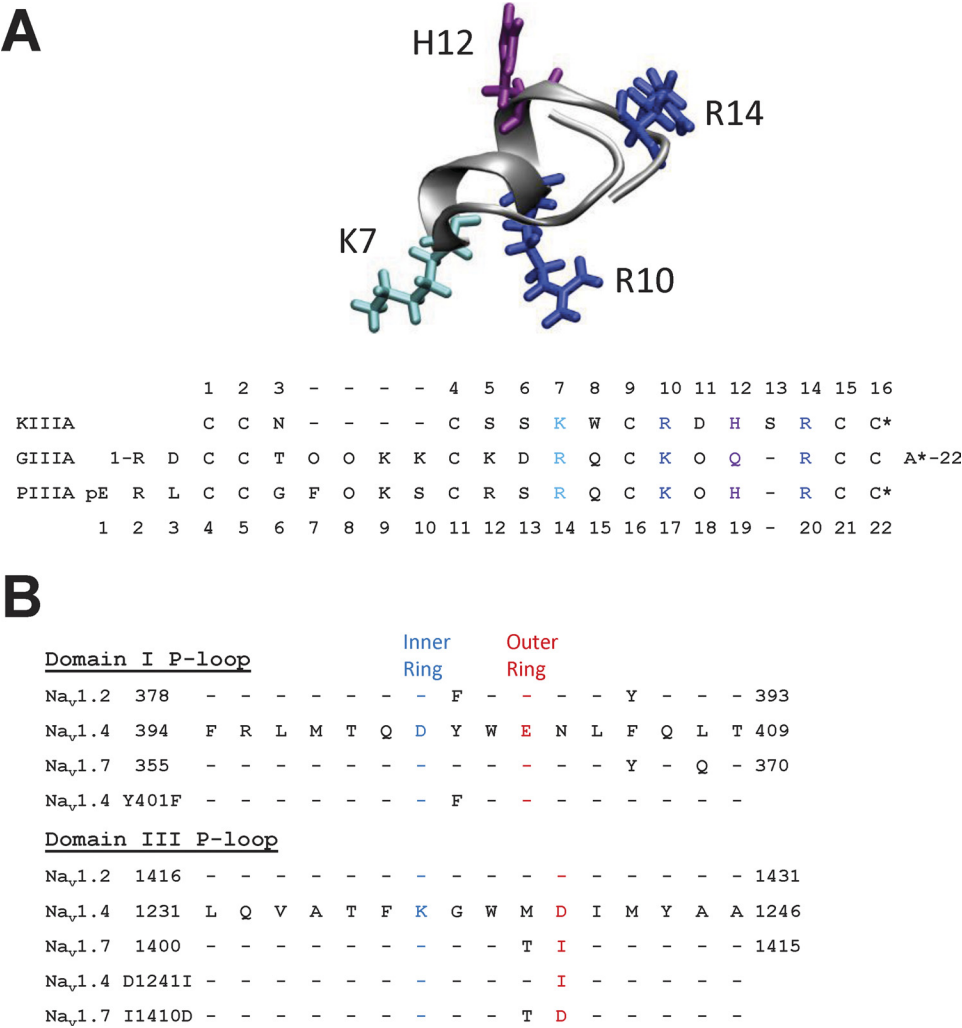 A
H12
R14
K7
R10
1 2 3 - - - - 4 5 6 7 8 9 10 11 12 13 14 15 16
KIIIA C C N - - - - C S S K W C R D H S R C C*
GIIIA 1-R D C C T O O K K C K D R Q C K O Q - R C C A*-22
PIIIA pE R L C C G F O K S C R S R Q C K O H - R C C*
1 2 3 4 5 6 7 8 9 10 11 12 13 14 15 16 17 18 19 - 20 21 22
B
Inner Ring
Outer Ring
Domain I P-loop
Nav1.2 378 - - - - - - - F - - - - Y - - - 393
Nav1.4 394 F R L M T Q D Y W E N L F Q L T 409
Nav1.7 355 - - - - - - - - - - - - Y - Q - 370
Nav1.4 Y401F - - - - - - - F - - - - - - - -
Domain III P-loop
Nav1.2 1416 - - - - - - - - - - - - - - - - 1431
Nav1.4 1231 L Q V A T F K G W M D I M Y A A 1246
Nav1.7 1400 - - - - - - - - - T I - - - - - 1415
Nav1.4 D1241I - - - - - - - - - - I - - - - -
Nav1.7 I1410D - - - - - - - - - T D - - - - -